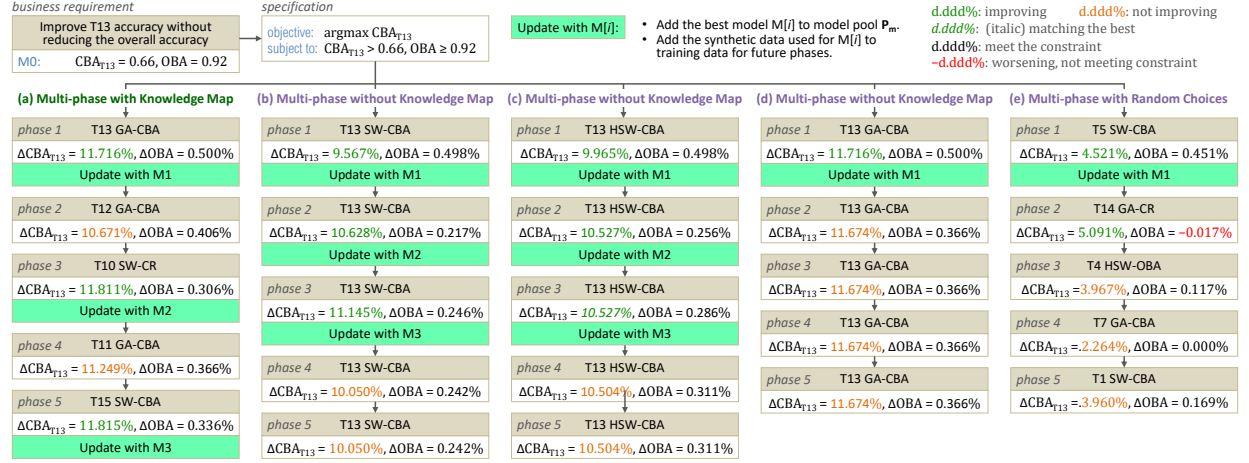 business requirement
Improve T13 accuracy without
reducing the overall accuracy
M0: CBA_T13 = 0.66, OBA = 0.92
specification
objective: argmax CBA_T13
subject to: CBA_T13 > 0.66, OBA ≥ 0.92
Update with M[i]:
• Add the best model M[i] to model pool P_m.
• Add the synthetic data used for M[i] to
training data for future phases.
d.ddd%: improving d.ddd%: not improving
d.ddd%: (italic) matching the best
d.ddd%: meet the constraint
−d.ddd%: worsening, not meeting constraint
(a) Multi-phase with Knowledge Map
phase 1 T13 GA-CBA
ΔCBA_T13 = 11.716%, ΔOBA = 0.500%
Update with M1
phase 2 T12 GA-CBA
ΔCBA_T13 = 10.671%, ΔOBA = 0.406%
phase 3 T10 SW-CR
ΔCBA_T13 = 11.811%, ΔOBA = 0.306%
Update with M2
phase 4 T11 GA-CBA
ΔCBA_T13 = 11.249%, ΔOBA = 0.366%
phase 5 T15 SW-CBA
ΔCBA_T13 = 11.815%, ΔOBA = 0.336%
Update with M3
(b) Multi-phase without Knowledge Map
phase 1 T13 SW-CBA
ΔCBA_T13 = 9.567%, ΔOBA = 0.498%
Update with M1
phase 2 T13 SW-CBA
ΔCBA_T13 = 10.628%, ΔOBA = 0.217%
Update with M2
phase 3 T13 SW-CBA
ΔCBA_T13 = 11.145%, ΔOBA = 0.246%
Update with M3
phase 4 T13 SW-CBA
ΔCBA_T13 = 10.050%, ΔOBA = 0.242%
phase 5 T13 SW-CBA
ΔCBA_T13 = 10.050%, ΔOBA = 0.242%
(c) Multi-phase without Knowledge Map
phase 1 T13 HSW-CBA
ΔCBA_T13 = 9.965%, ΔOBA = 0.498%
Update with M1
phase 2 T13 HSW-CBA
ΔCBA_T13 = 10.527%, ΔOBA = 0.256%
Update with M2
phase 3 T13 HSW-CBA
ΔCBA_T13 = 10.527%, ΔOBA = 0.286%
Update with M3
phase 4 T13 HSW-CBA
ΔCBA_T13 = 10.504%, ΔOBA = 0.311%
phase 5 T13 HSW-CBA
ΔCBA_T13 = 10.504%, ΔOBA = 0.311%
(d) Multi-phase without Knowledge Map
phase 1 T13 GA-CBA
ΔCBA_T13 = 11.716%, ΔOBA = 0.500%
Update with M1
phase 2 T13 GA-CBA
ΔCBA_T13 = 11.674%, ΔOBA = 0.366%
phase 3 T13 GA-CBA
ΔCBA_T13 = 11.674%, ΔOBA = 0.366%
phase 4 T13 GA-CBA
ΔCBA_T13 = 11.674%, ΔOBA = 0.366%
phase 5 T13 GA-CBA
ΔCBA_T13 = 11.674%, ΔOBA = 0.366%
(e) Multi-phase with Random Choices
phase 1 T5 SW-CBA
ΔCBA_T13 = 4.521%, ΔOBA = 0.451%
Update with M1
phase 2 T14 GA-CR
ΔCBA_T13 = 5.091%, ΔOBA = −0.017%
phase 3 T4 HSW-OBA
ΔCBA_T13 =3.967%, ΔOBA = 0.117%
phase 4 T7 GA-CBA
ΔCBA_T13 =.2.264%, ΔOBA = 0.000%
phase 5 T1 SW-CBA
ΔCBA_T13 =.3.960%, ΔOBA = 0.169%